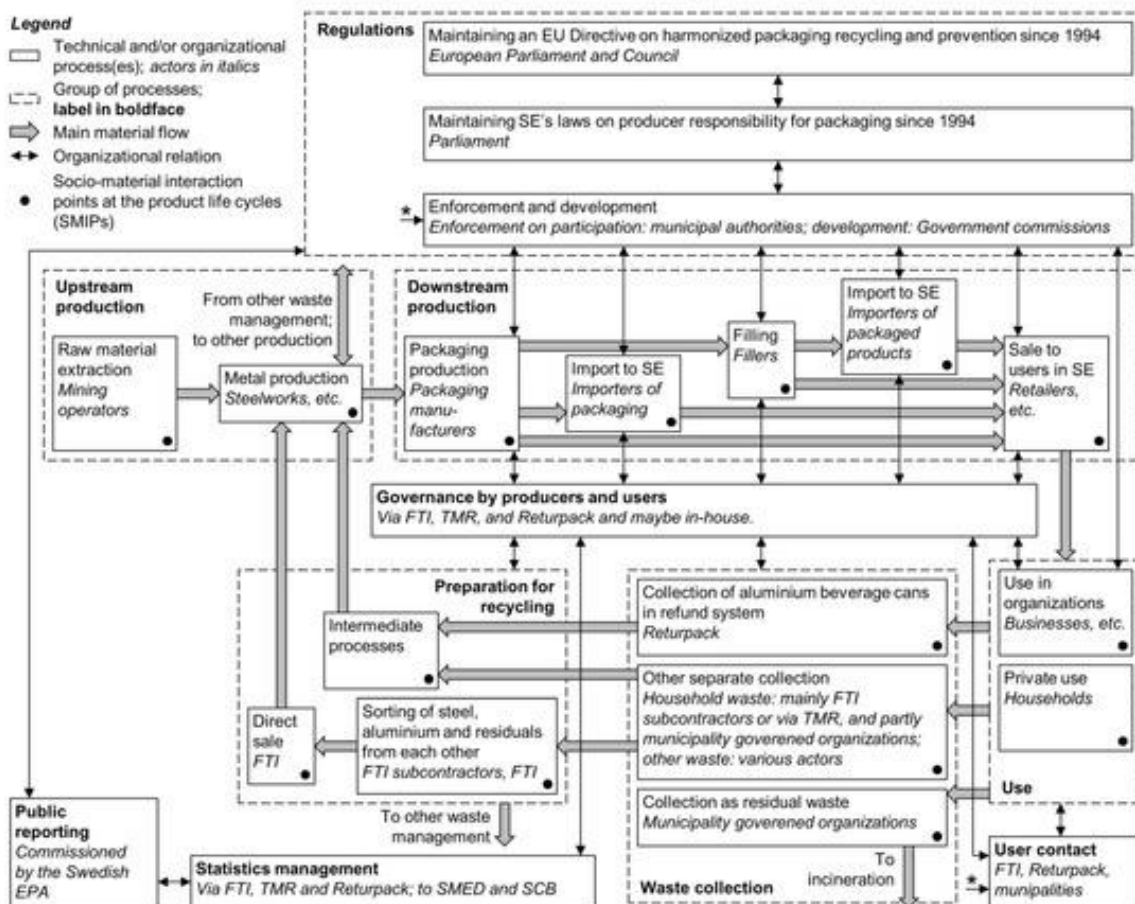 Legend
Technical and/or organizational
process(es); actors in italics
Group of processes;
label in boldface
Main material flow
Organizational relation
Socio-material interaction
points at the product life cycles
(SMIPs)
Regulations
Maintaining an EU Directive on harmonized packaging recycling and prevention since 1994
European Parliament and Council
Maintaining SE's laws on producer responsibility for packaging since 1994
Parliament
*
Enforcement and development
Enforcement on participation: municipal authorities; development: Government commissions
Upstream
production
From other waste
management;
to other production
Raw material
extraction
Mining
operators
Metal production
Steelworks, etc.
Downstream
production
Packaging
production
Packaging
manu-
facturers
Import to SE
Importers of
packaging
Filling
Fillers
Import to SE
Importers of
packaged
products
Sale to
users in SE
Retailers,
etc.
Governance by producers and users
Via FTI, TMR, and Returpack and maybe in-house.
Preparation for
recycling
Intermediate
processes
Direct
sale
FTI
Sorting of steel,
aluminium and residuals
from each other
FTI subcontractors, FTI
To other waste
management
Collection of aluminium beverage cans
in refund system
Returpack
Other separate collection
Household waste: mainly FTI
subcontractors or via TMR, and partly
municipality goverened organizations;
other waste: various actors
Collection as residual waste
Municipality goverened organizations
To
incineration
Waste collection
Use in
organizations
Businesses, etc.
Private use
Households
Use
Public
reporting
Commissioned
by the Swedish
EPA
Statistics management
Via FTI, TMR and Returpack; to SMED and SCB
User contact
FTI, Returpack,
munipalities
*